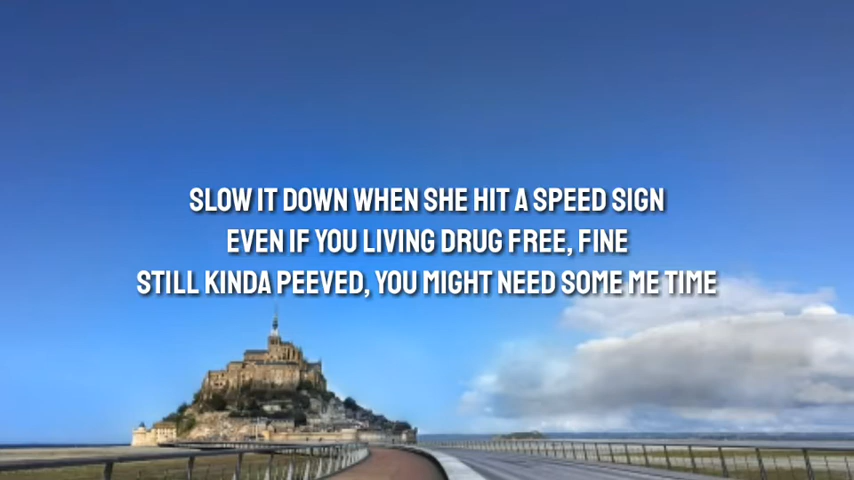 SLOW IT DOWN WHEN SHE HIT A SPEED SIGN
EVEN IF YOU LIVING DRUG FREE, FINE
STILL KINDA PEEVED, YOU MIGHT NEED SOME ME TIME